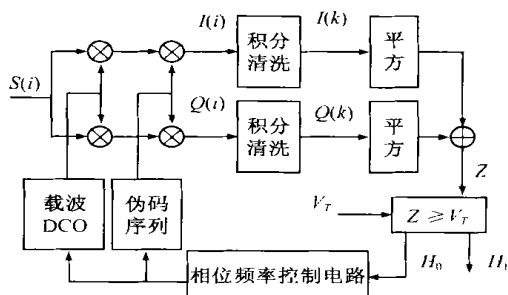 I(i)
I(k)
积分
清洗
平
方
S(i)
Q(i)
Q(k)
积分
清洗
平
方
Z
载波
DCO
伪码
序列
V_T
Z ≥ V_T
H_0
H_1
相位频率控制电路